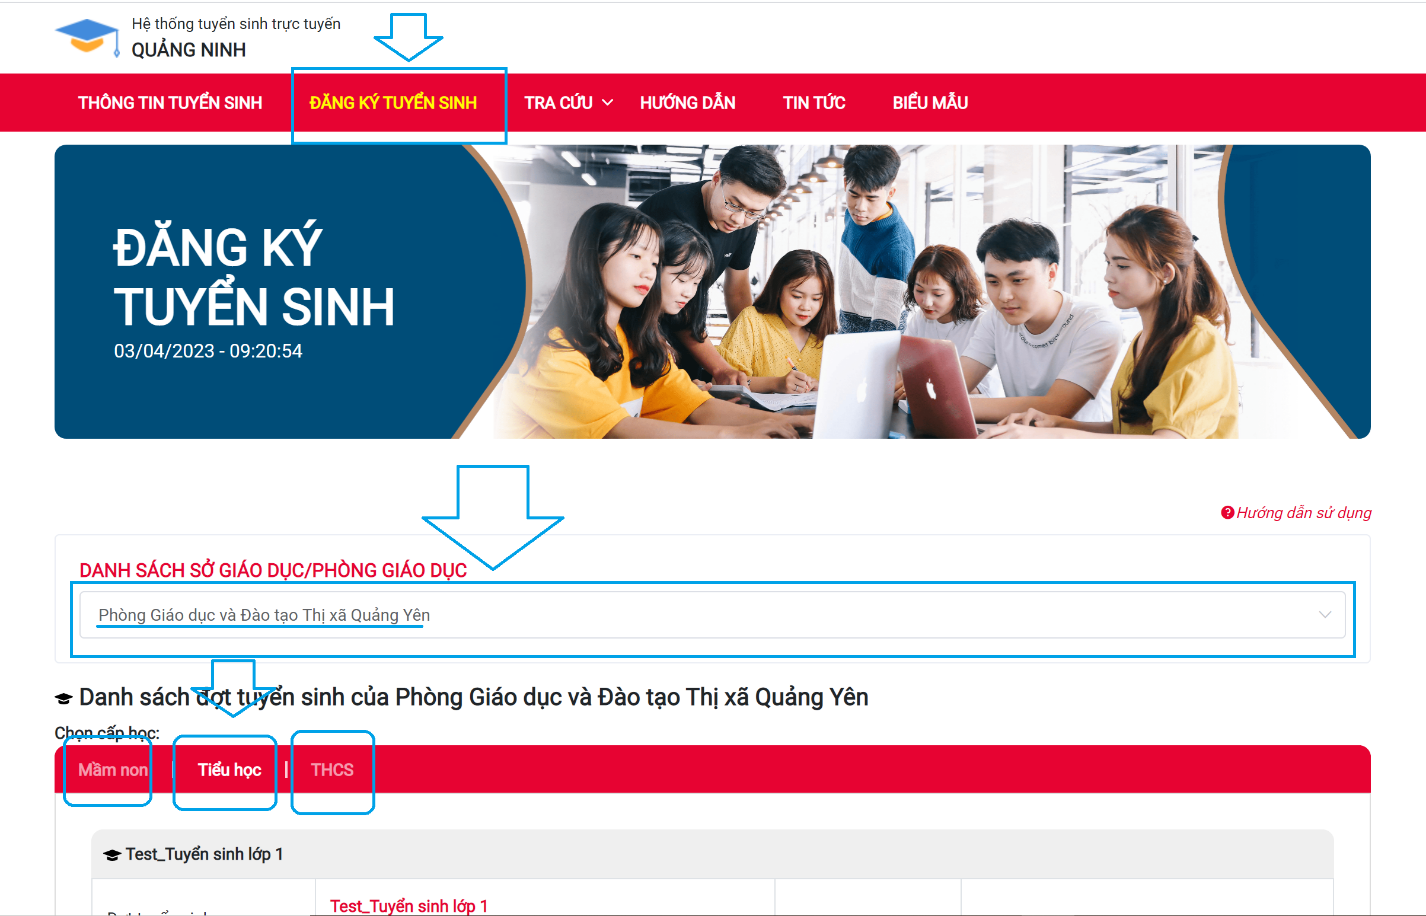 Hệ thống tuyển sinh trực tuyến
QUẢNG NINH
THÔNG TIN TUYỂN SINH ĐĂNG KÝ TUYỂN SINH TRA CỨU HƯỚNG DẪN TIN TỨC BIỂU MẪU
ĐĂNG KÝ
TUYỂN SINH
03/04/2023 - 09:20:54
Hướng dẫn sử dụng
DANH SÁCH SỞ GIÁO DỤC/PHÒNG GIÁO DỤC
Phòng Giáo dục và Đào tạo Thị xã Quảng Yên
Danh sách đợt tuyển sinh của Phòng Giáo dục và Đào tạo Thị xã Quảng Yên
Chọn cấp học:
Mầm non | Tiểu học | THCS
Test_Tuyển sinh lớp 1
Test_Tuyển sinh lớp 1